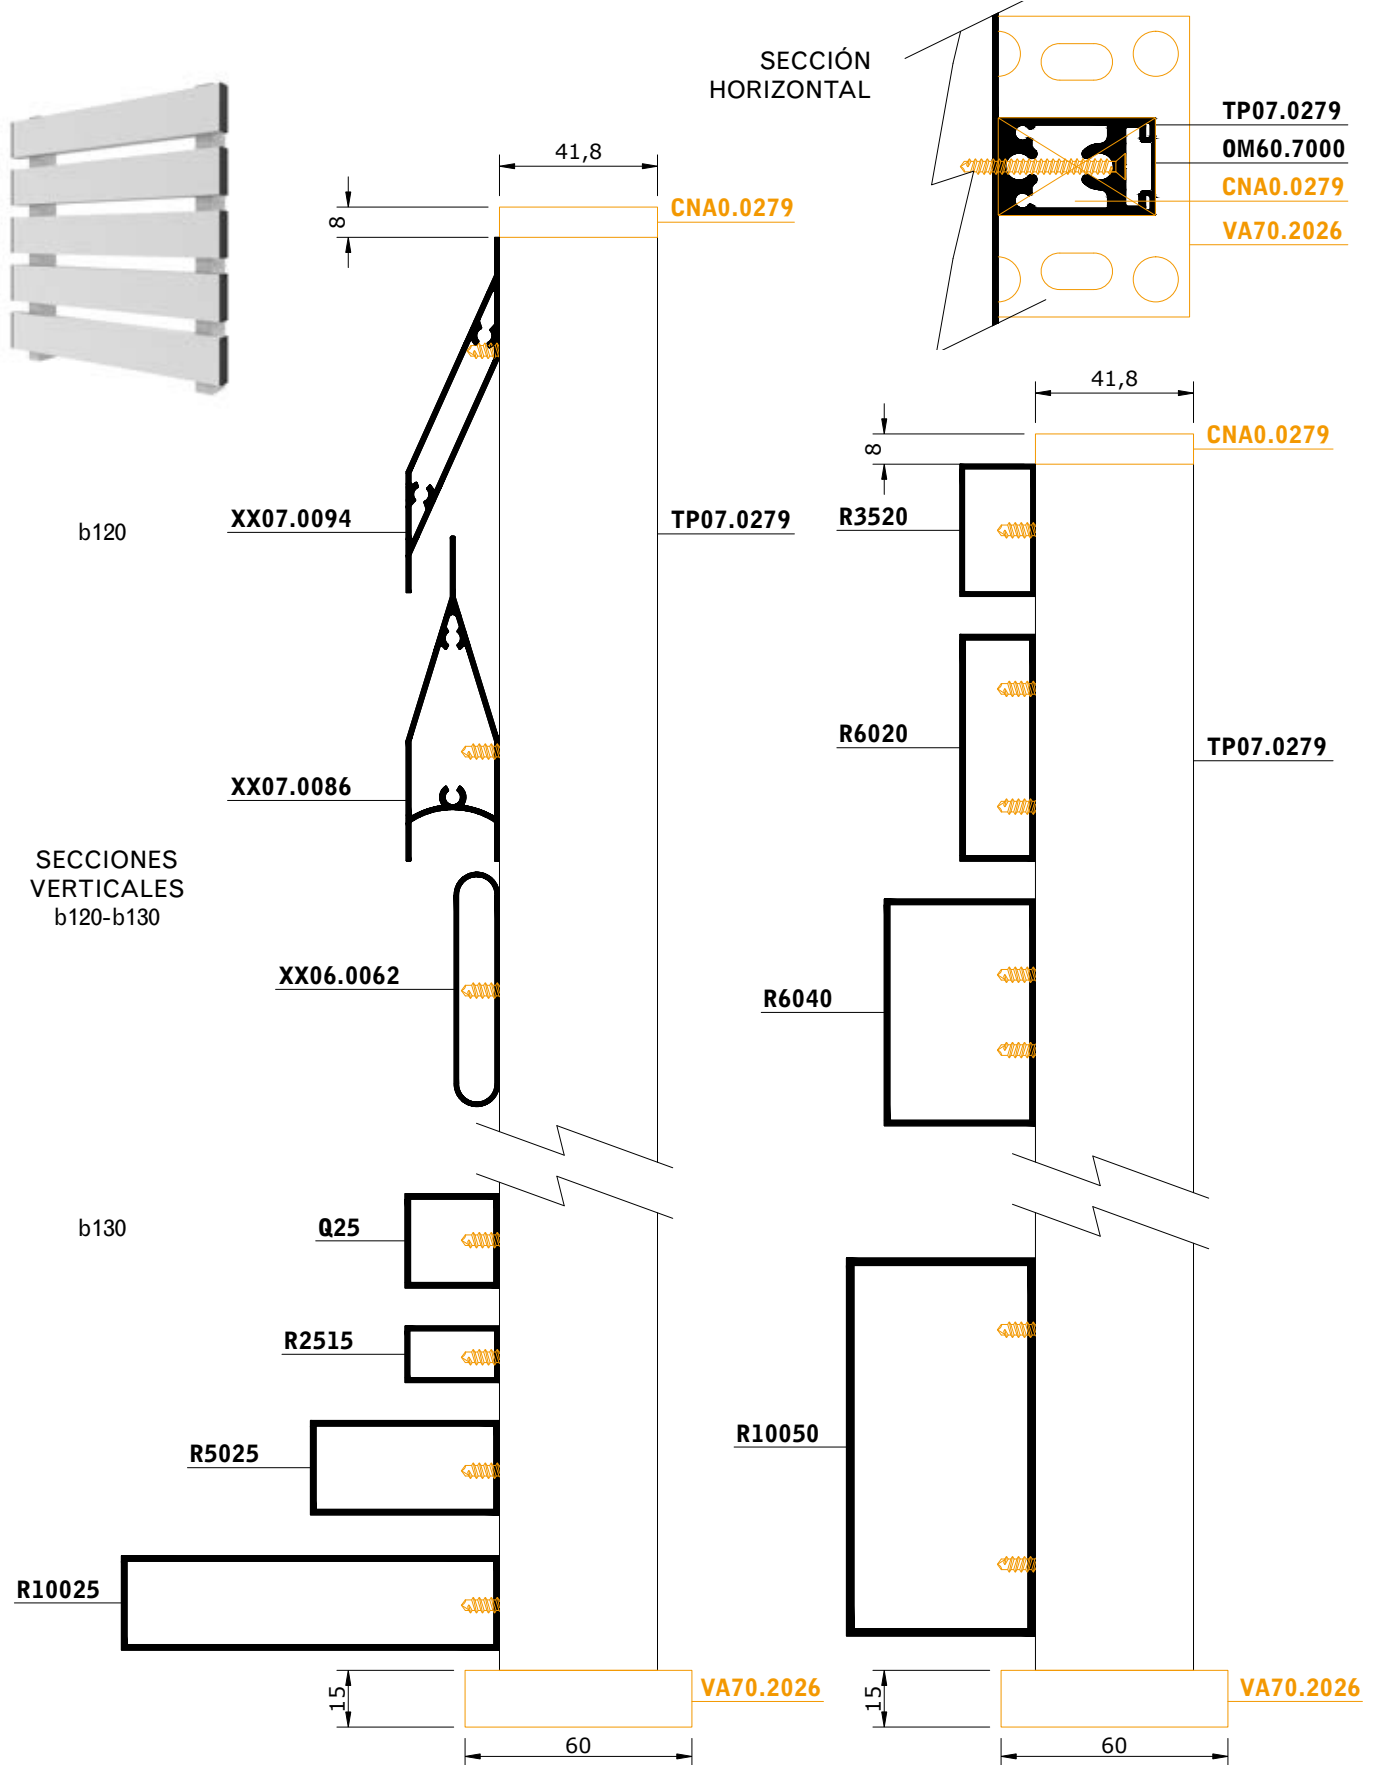 SECCIÓN
HORIZONTAL
TP07.0279
OM60.7000
CNA0.0279
VA70.2026
41,8
8
CNA0.0279
41,8
8
CNA0.0279
b120
XX07.0094
TP07.0279
R3520
R6020
TP07.0279
XX07.0086
SECCIONES
VERTICALES
b120-b130
XX06.0062
R6040
b130
Q25
R2515
R5025
R10050
R10025
15
VA70.2026
60
15
VA70.2026
60